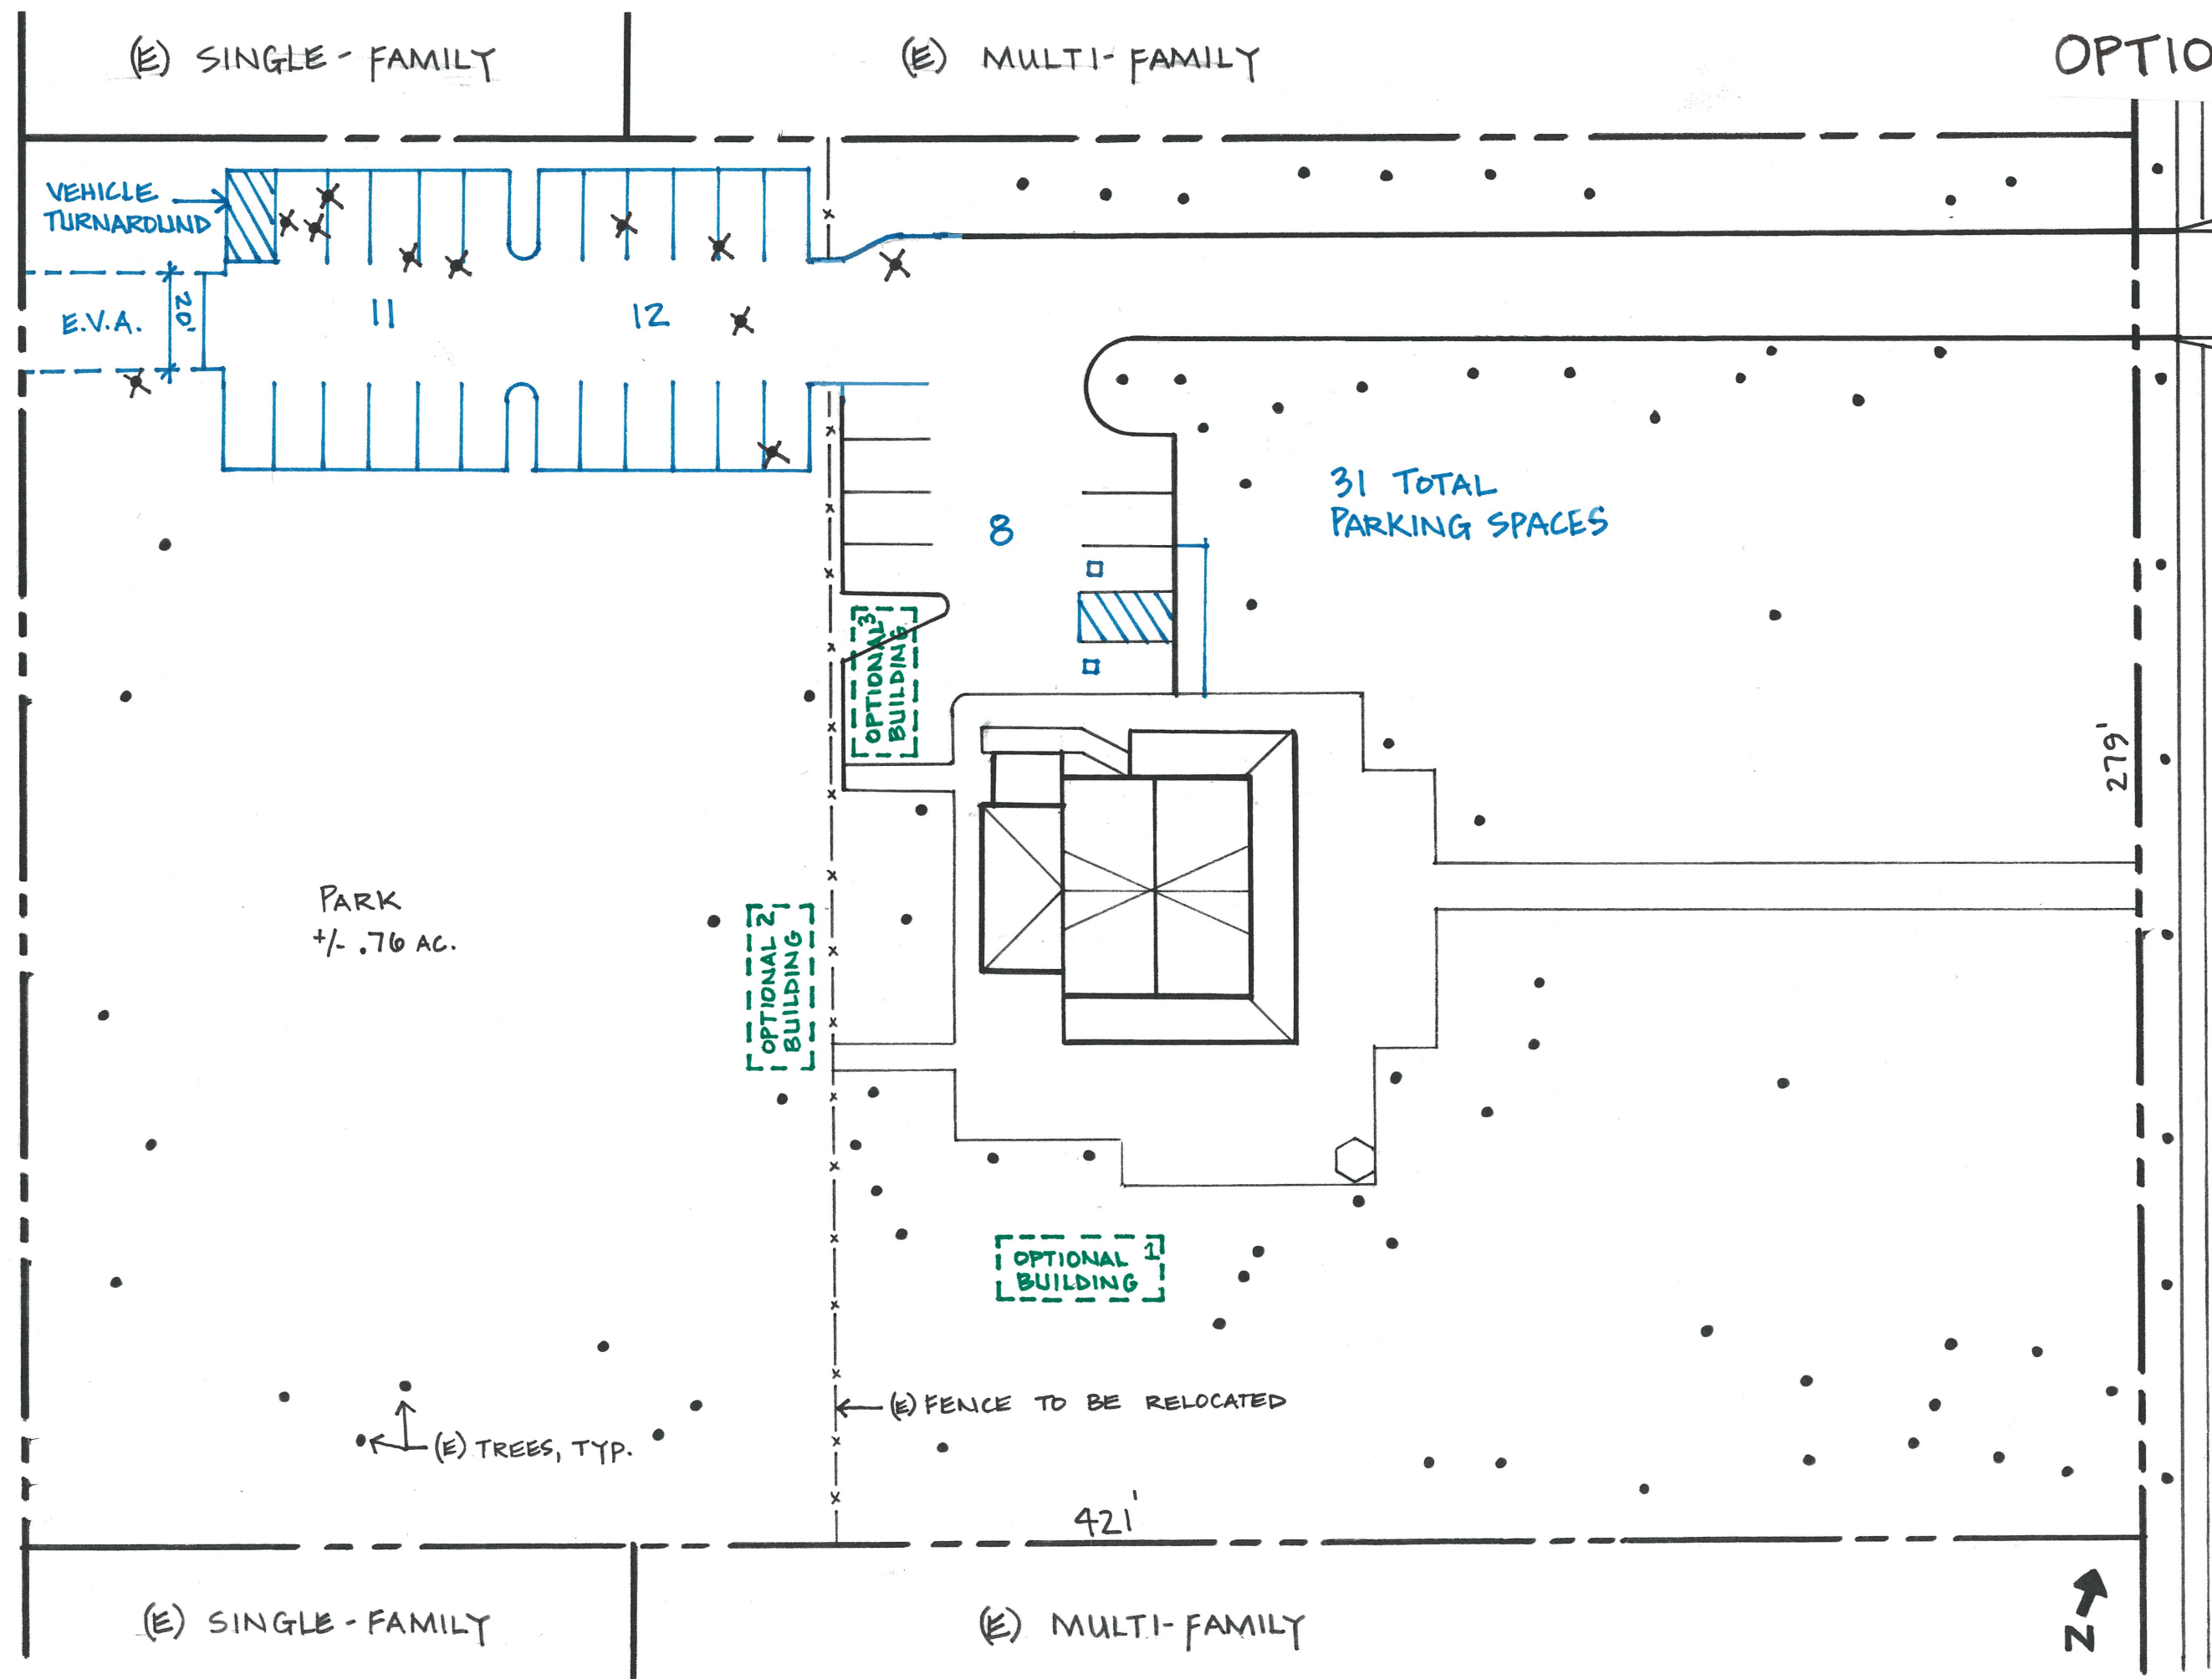 (E) SINGLE-FAMILY
(E) MULTI-FAMILY
OPTIO
VEHICLE
TURNAROUND
E.V.A.
20'
11
12
8
31 TOTAL
PARKING SPACES
OPTIONAL 3
BUILDING
279'
PARK
+/- .76 AC.
OPTIONAL 2
BUILDING
OPTIONAL 1
BUILDING
(E) FENCE TO BE RELOCATED
(E) TREES, TYP.
421'
(E) SINGLE-FAMILY
(E) MULTI-FAMILY
N